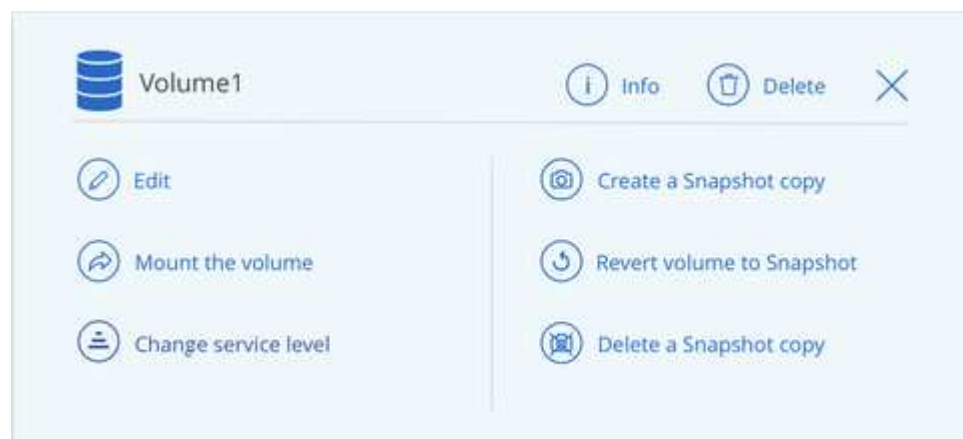 Volume1
Info
Delete
Edit
Mount the volume
Change service level
Create a Snapshot copy
Revert volume to Snapshot
Delete a Snapshot copy